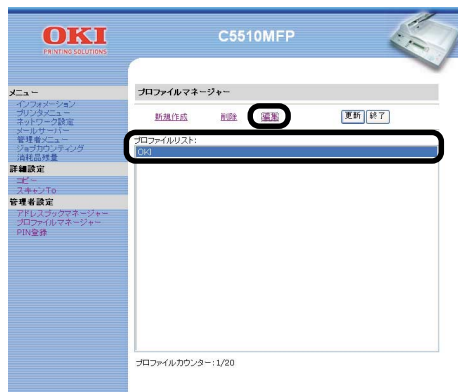 OKI
PRINTING SOLUTIONS
C5510MFP
メニュー
インフォメーション
プリンタメニュー
ネットワーク設定
メールサーバー
管理者メニュー
ジョブカウンティング
消耗品残量
詳細設定
コピー
スキャンTo
管理者設定
アドレスブックマネージャー
プロファイルマネージャー
PIN登録
プロファイルマネージャー
新規作成 削除 編集 更新 終了
プロファイルリスト:
OKI
プロファイルカウンター:1/20